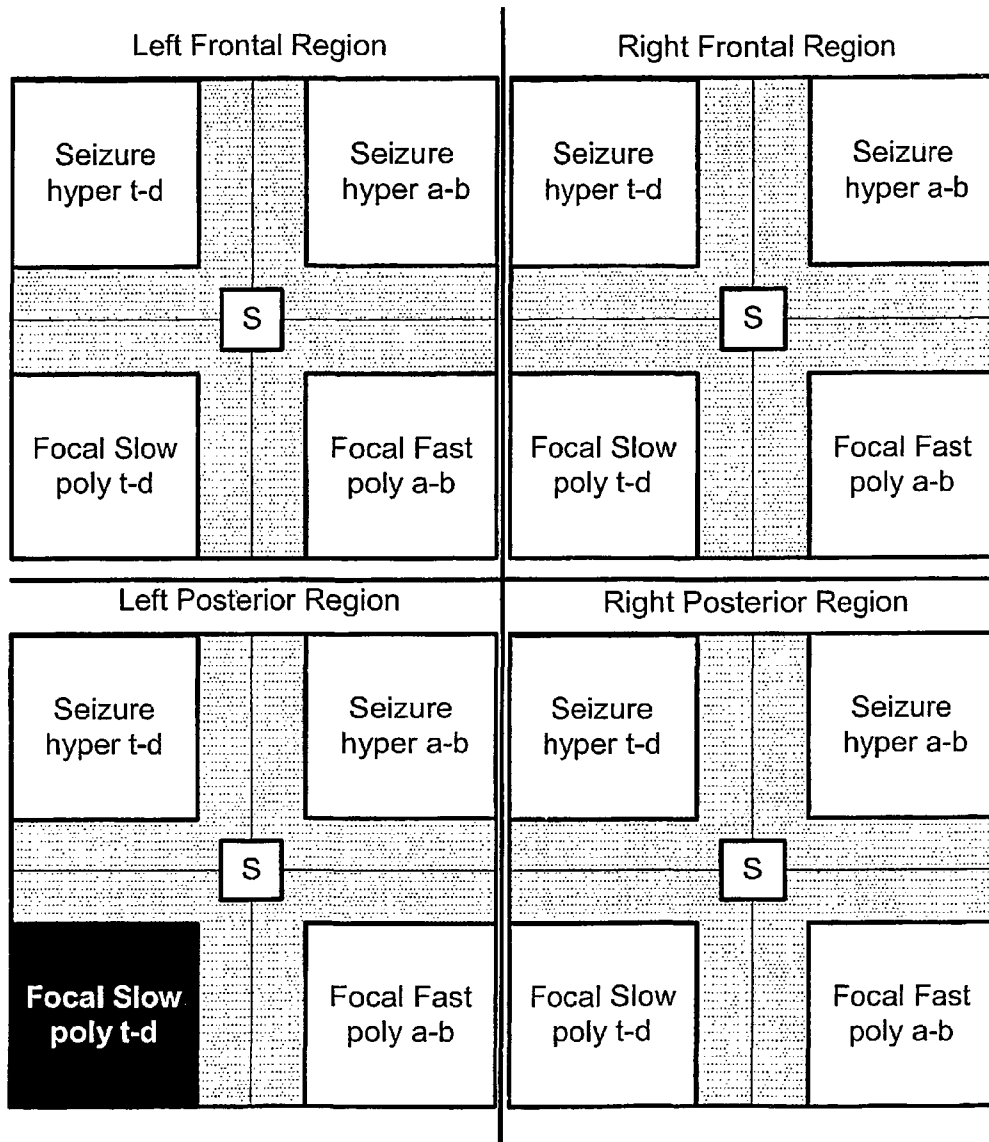 Left Frontal Region
Seizure
hyper t-d
Seizure
hyper a-b
S
Focal Slow
poly t-d
Focal Fast
poly a-b
Right Frontal Region
Seizure
hyper t-d
Seizure
hyper a-b
S
Focal Slow
poly t-d
Focal Fast
poly a-b
Left Posterior Region
Seizure
hyper t-d
Seizure
hyper a-b
S
Focal Slow
poly t-d
Focal Fast
poly a-b
Right Posterior Region
Seizure
hyper t-d
Seizure
hyper a-b
S
Focal Slow
poly t-d
Focal Fast
poly a-b